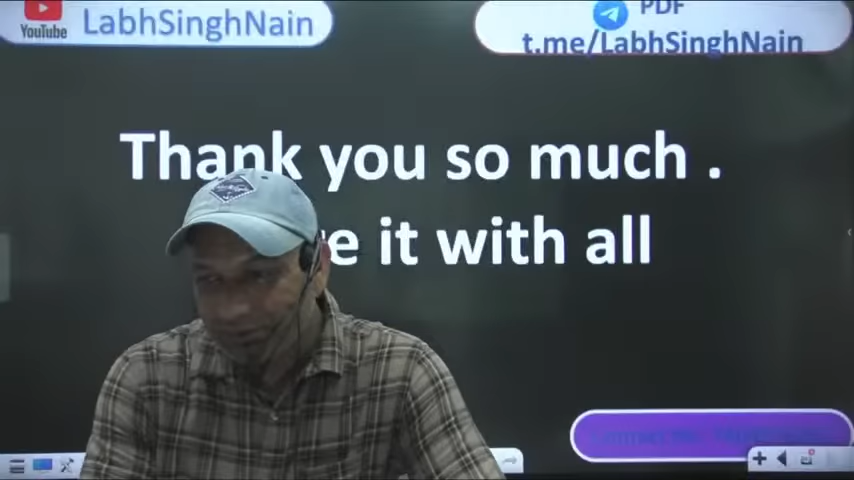 YouTube
LabhSinghNain
PDF
t.me/LabhSinghNain
Thank you so much .
it with all